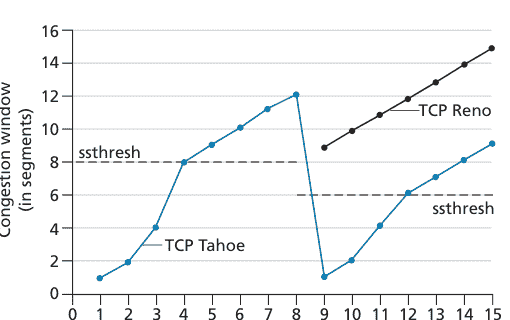 Congestion window
(in segments)
16
14
12
10
8
6
4
2
0
ssthresh
TCP Tahoe
TCP Reno
ssthresh
0 1 2 3 4 5 6 7 8 9 10 11 12 13 14 15